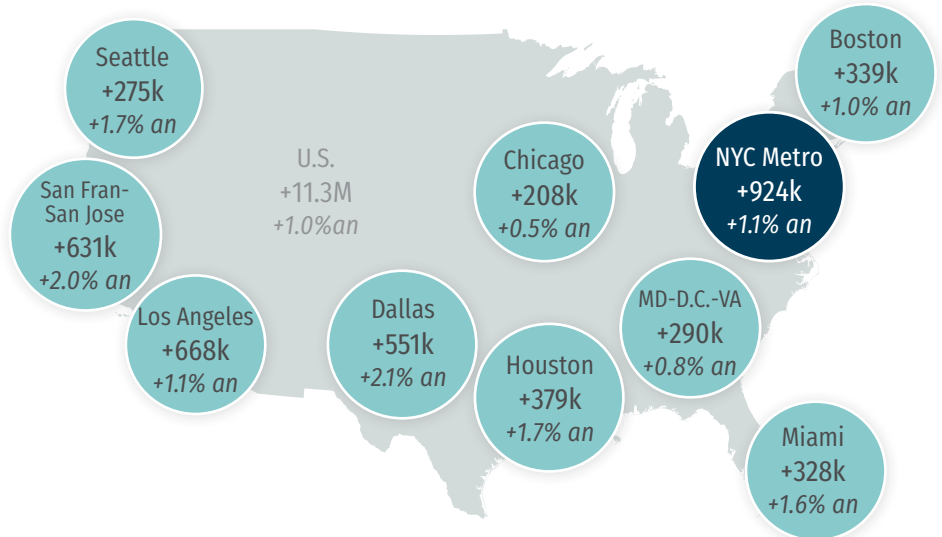 Seattle
+275k
+1.7% an
Boston
+339k
+1.0% an
San Fran-
San Jose
+631k
+2.0% an
U.S.
+11.3M
+1.0%an
Chicago
+208k
+0.5% an
NYC Metro
+924k
+1.1% an
Los Angeles
+668k
+1.1% an
Dallas
+551k
+2.1% an
Houston
+379k
+1.7% an
MD-D.C.-VA
+290k
+0.8% an
Miami
+328k
+1.6% an